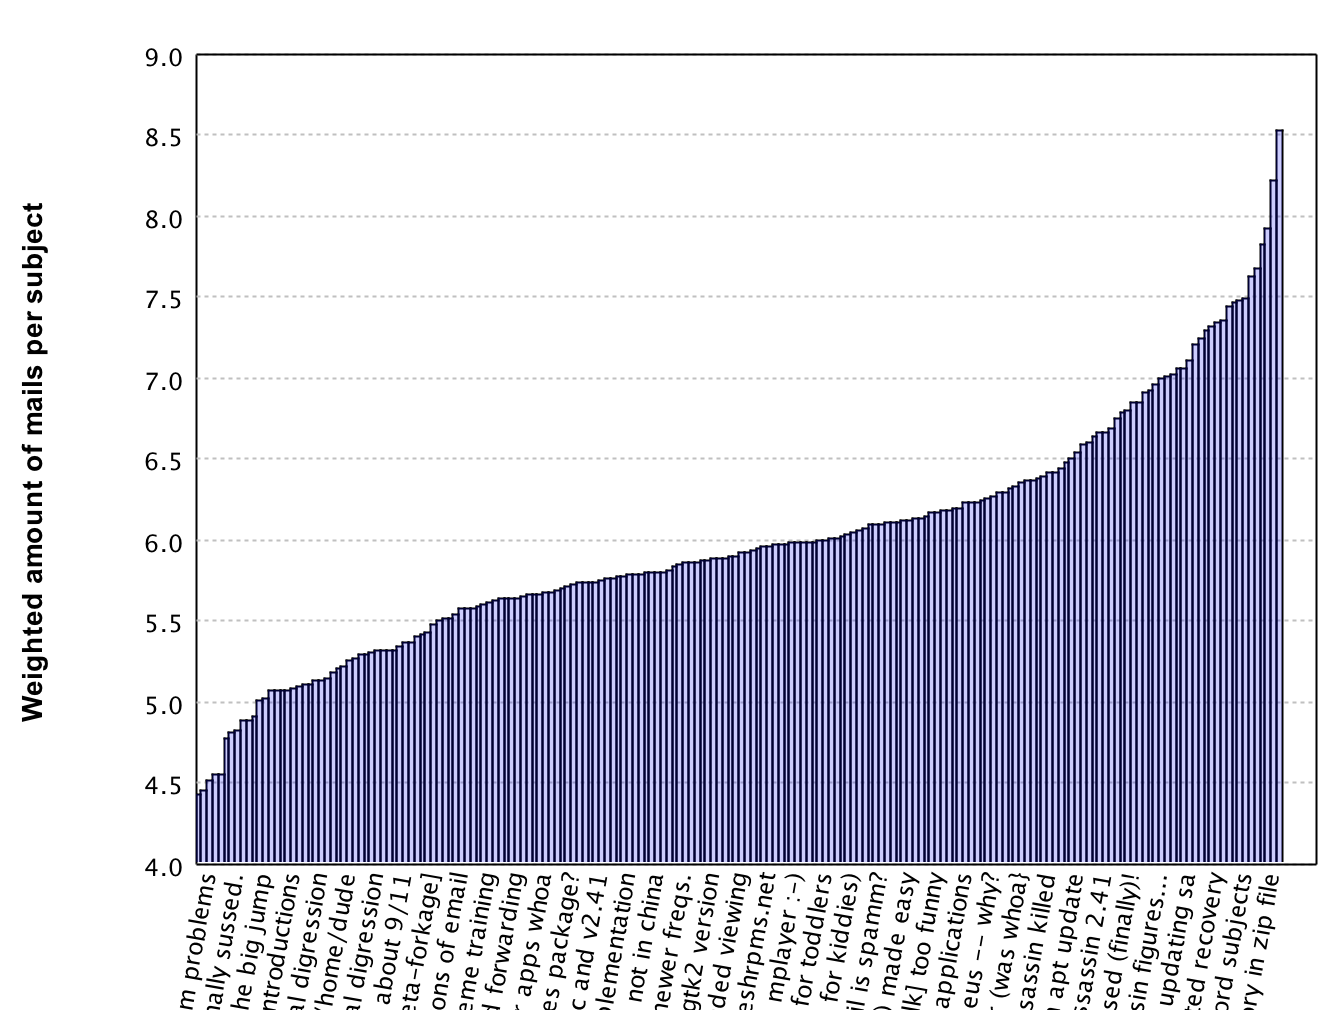 Weighted amount of mails per subject
9.0
8.5
8.0
7.5
7.0
6.5
6.0
5.5
5.0
4.5
4.0
m problems
nally sussed.
he big jump
ntroductions
al digression
/home/dude
al digression
about 9/11
eta-forkage]
ons of email
eme training
d forwarding
r apps whoa
es package?
c and v2.41
plementation
not in china
newer freqs.
gtk2 version
ded viewing
eshrpms.net
mplayer :-)
for toddlers
for kiddies)
il is spamm?
) made easy
lk] too funny
applications
eus -- why?
r (was whoa}
sassin killed
apt update
ssassin 2.41
sed (finally)!
sin figures...
updating sa
ted recovery
ord subjects
ory in zip file